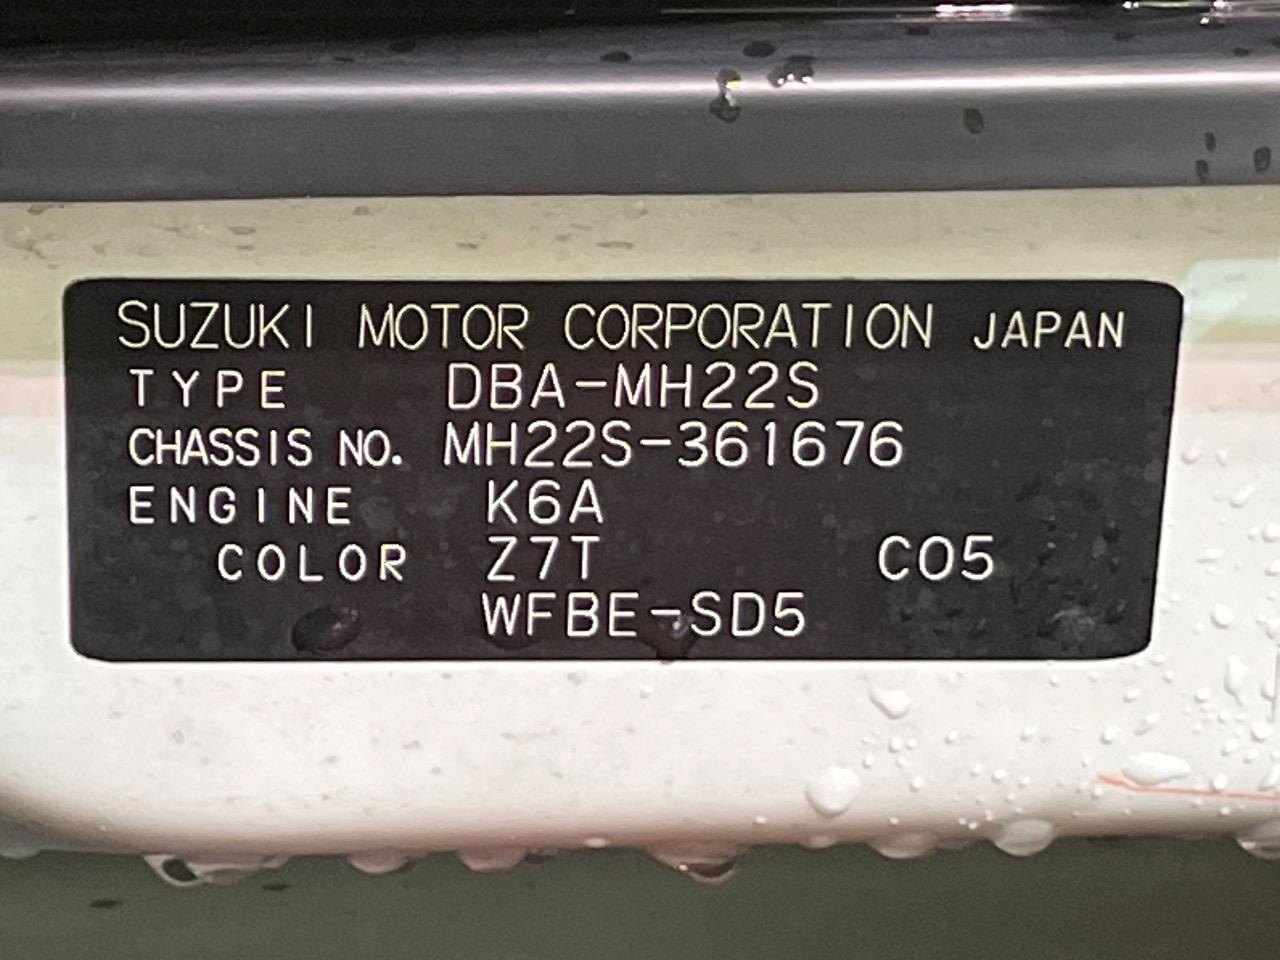 SUZUKI MOTOR CORPORATION JAPAN
TYPE DBA-MH22S
CHASSIS NO. MH22S-361676
ENGINE K6A
COLOR Z7T C05
WFBE-SD5